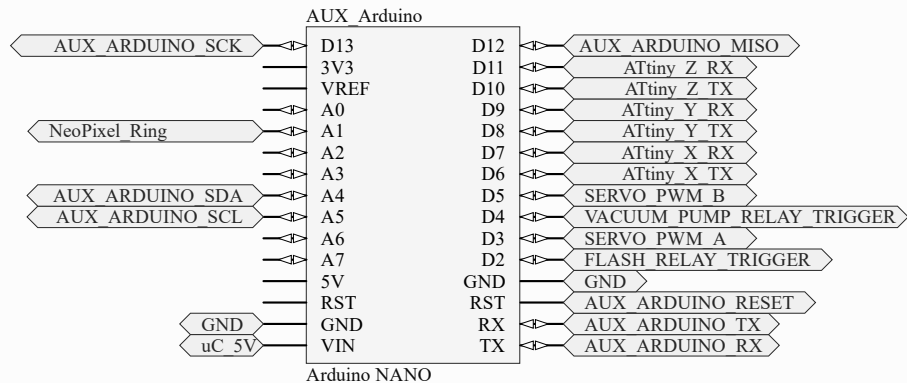 AUX_Arduino
AUX_ARDUINO_SCK D13 D12 AUX_ARDUINO_MISO
3V3 D11 ATtiny_Z_RX
VREF D10 ATtiny_Z_TX
A0 D9 ATtiny_Y_RX
NeoPixel_Ring A1 D8 ATtiny_Y_TX
A2 D7 ATtiny_X_RX
A3 D6 ATtiny_X_TX
AUX_ARDUINO_SDA A4 D5 SERVO_PWM_B
AUX_ARDUINO_SCL A5 D4 VACUUM_PUMP_RELAY_TRIGGER
A6 D3 SERVO_PWM_A
A7 D2 FLASH_RELAY_TRIGGER
5V GND GND
RST RST AUX_ARDUINO_RESET
GND GND RX AUX_ARDUINO_TX
uC_5V VIN TX AUX_ARDUINO_RX
Arduino NANO